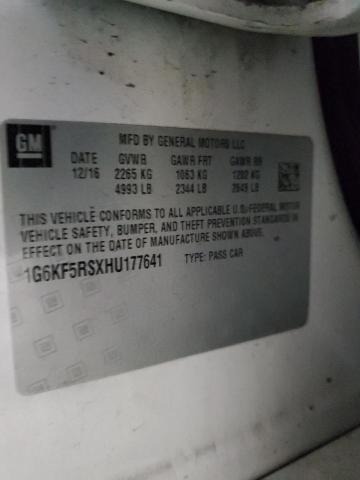 GM
MFD BY GENERAL MOTORS LLC
DATE GVWR GAWR FRT GAWR RR
12/16 2265 KG 1063 KG 1202 KG
4993 LB 2344 LB 2649 LB
THIS VEHICLE CONFORMS TO ALL APPLICABLE U.S. FEDERAL MOTOR
VEHICLE SAFETY, BUMPER, AND THEFT PREVENTION STANDARDS IN
EFFECT ON THE DATE OF MANUFACTURE SHOWN ABOVE.
1G6KF5RSXHU177641 TYPE: PASS CAR